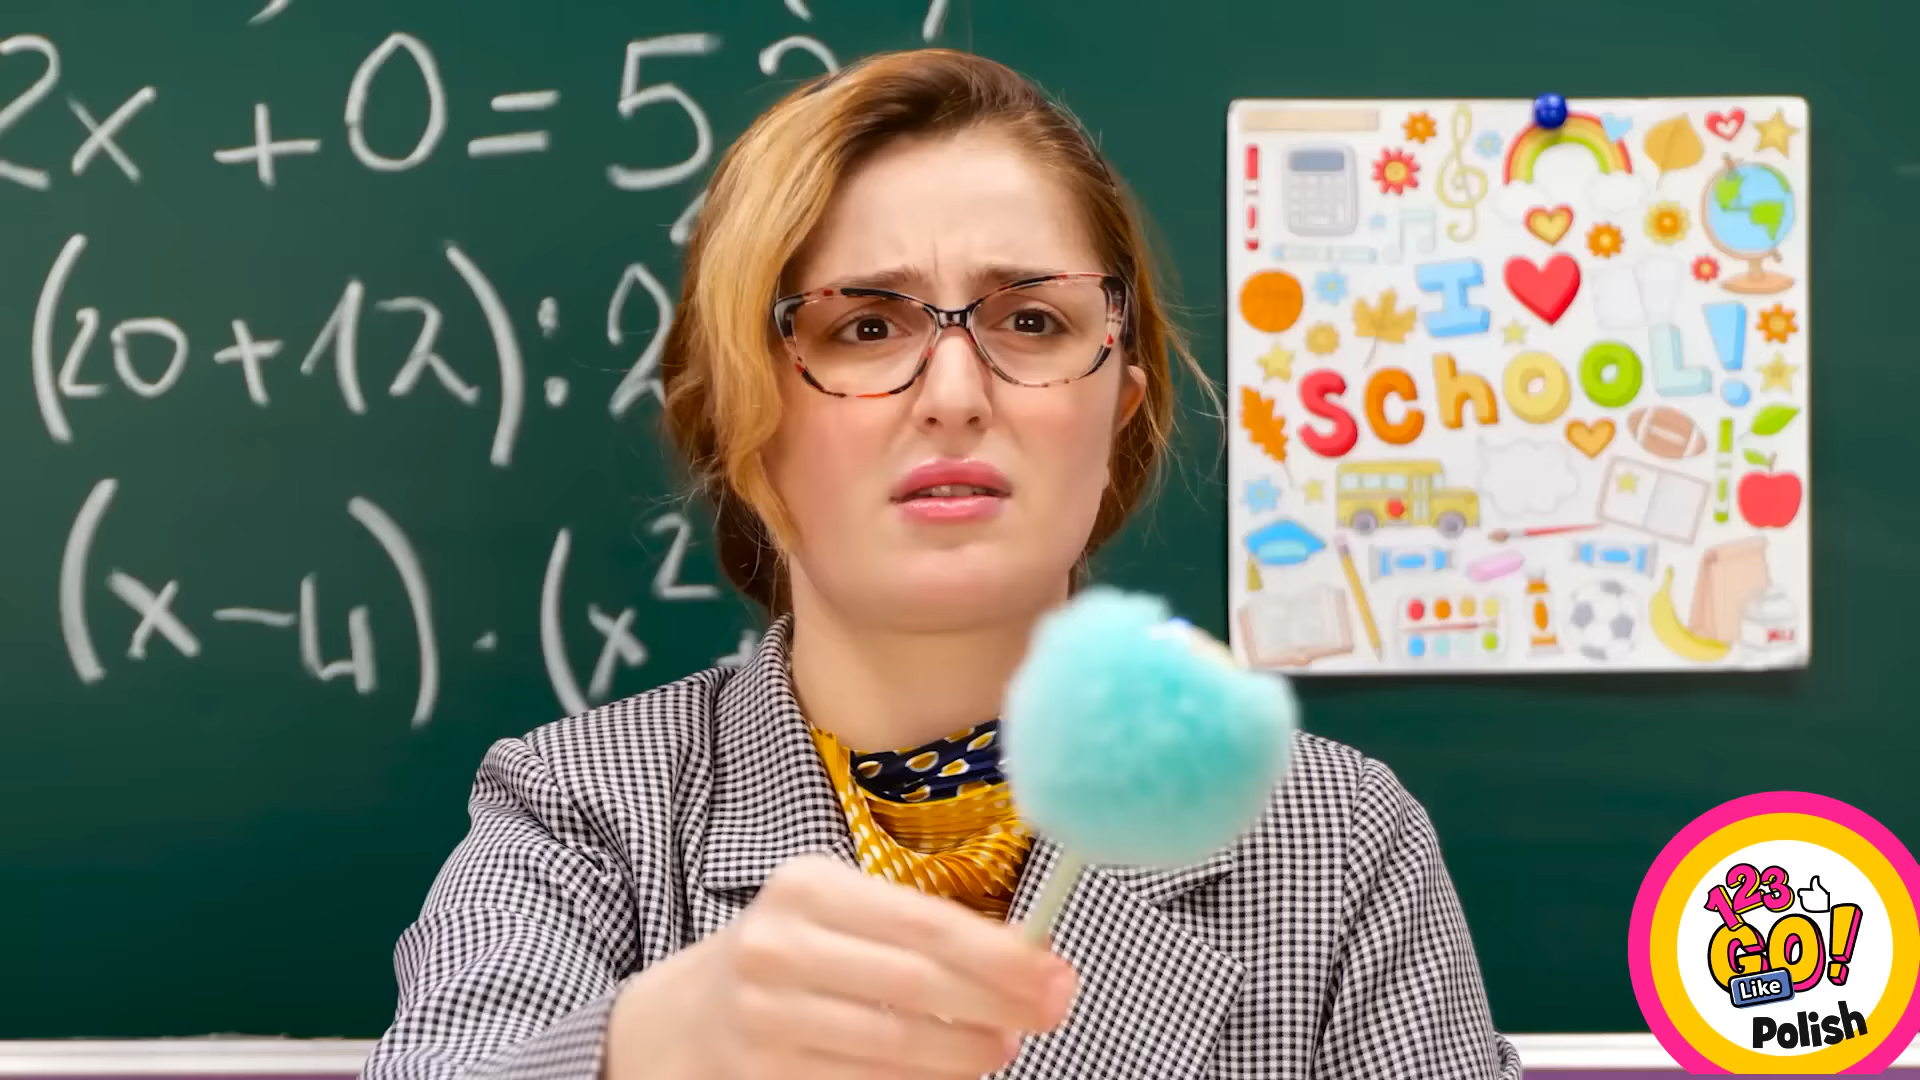 2x + 0 = 5
(20+12):2
(x-4) · (x²
I ❤
School!
123
GO!
Like
Polish